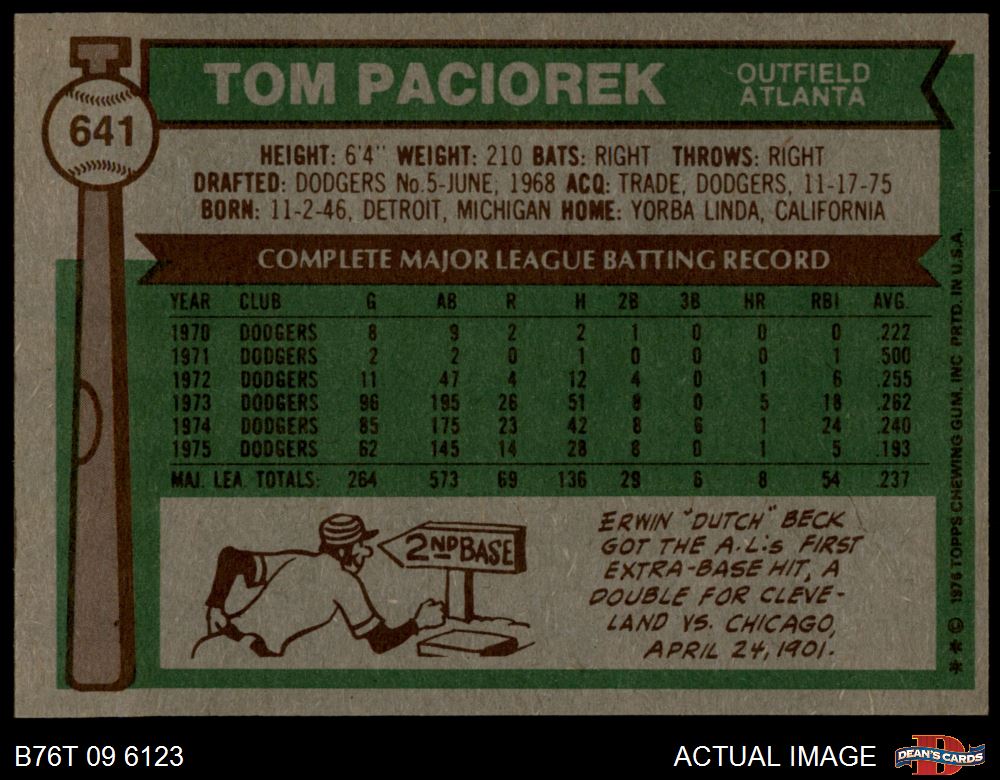 641
TOM PACIOREK
OUTFIELD
ATLANTA
HEIGHT: 6'4" WEIGHT: 210 BATS: RIGHT THROWS: RIGHT
DRAFTED: DODGERS No.5-JUNE, 1968 ACQ: TRADE, DODGERS, 11-17-75
BORN: 11-2-46, DETROIT, MICHIGAN HOME: YORBA LINDA, CALIFORNIA
COMPLETE MAJOR LEAGUE BATTING RECORD
YEAR CLUB G AB R H 2B 3B HR RBI AVG.
1970 DODGERS 8 9 2 2 1 0 0 0 .222
1971 DODGERS 2 2 0 1 0 0 0 1 .500
1972 DODGERS 11 47 4 12 4 0 1 6 .255
1973 DODGERS 96 195 26 51 8 0 5 18 .262
1974 DODGERS 85 175 23 42 8 6 1 24 .240
1975 DODGERS 62 145 14 28 8 0 1 5 .193
MAJ. LEA. TOTALS: 264 573 69 136 29 6 8 54 .237
2ND BASE
ERWIN "DUTCH" BECK
GOT THE A.L.'s FIRST
EXTRA-BASE HIT, A
DOUBLE FOR CLEVE-
LAND VS. CHICAGO,
APRIL 24, 1901.
** © 1976 TOPPS CHEWING GUM, INC. PRTD. IN U.S.A.
B76T 09 6123
ACTUAL IMAGE
D
DEAN'S CARDS